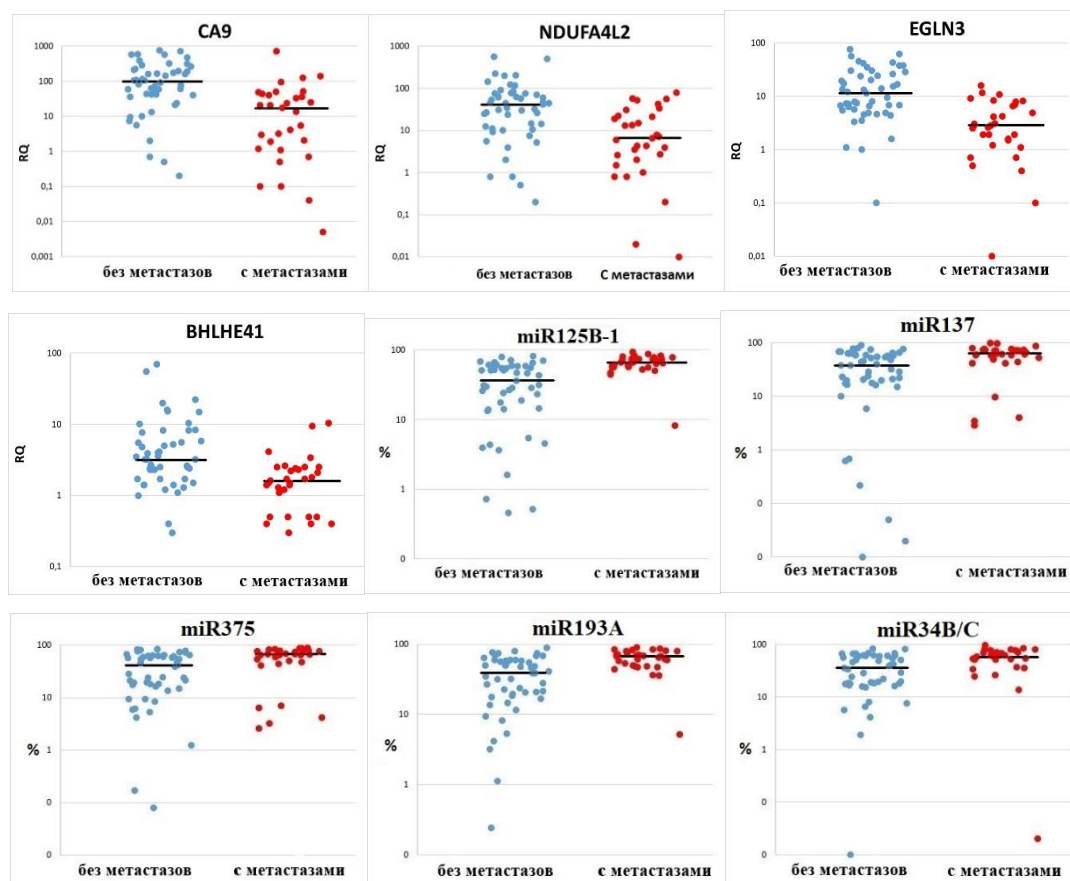 CA9
1000
100
10
1
0,1
0,01
0,001
RQ
без метастазов
с метастазами
NDUFA4L2
1000
100
10
1
0,1
0,01
RQ
без метастазов
С метастазами
EGLN3
100
10
1
0,1
0,01
RQ
без метастазов
с метастазами
BHLHE41
100
10
1
0,1
RQ
без метастазов
с метастазами
miR125B-1
100
10
1
0
%
без метастазов
с метастазами
miR137
100
10
1
0
0
%
без метастазов
с метастазами
miR375
100
10
1
0
0
%
без метастазов
с метастазами
miR193A
100
10
1
0
%
без метастазов
с метастазами
miR34B/C
100
10
1
0
0
%
без метастазов
с метастазами